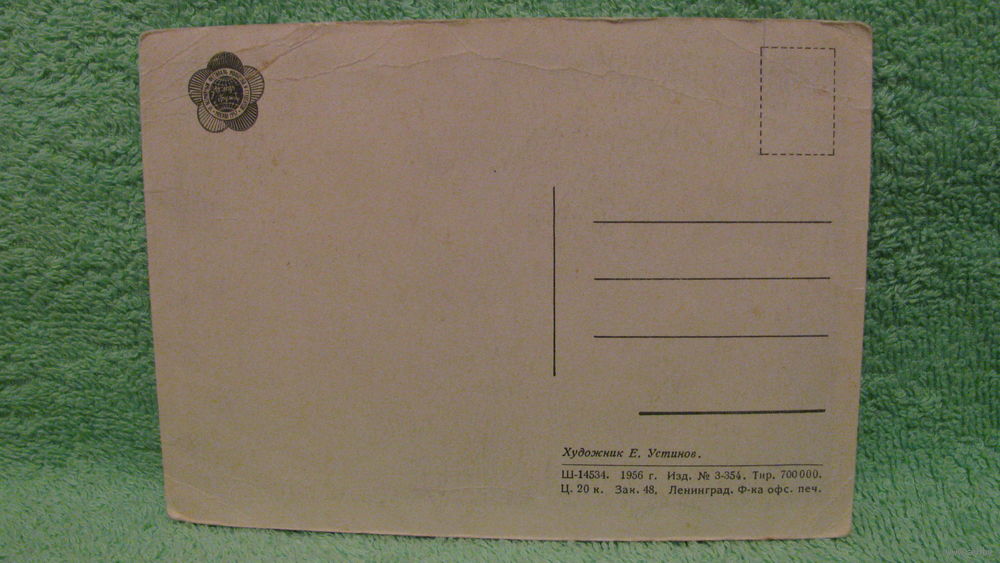 Художник Е. Устинов.
Ш-14534. 1956 г. Изд. № 3-354. Тир. 700000.
Ц. 20 к. Зак. 48. Ленинград. Ф-ка офс. печ.